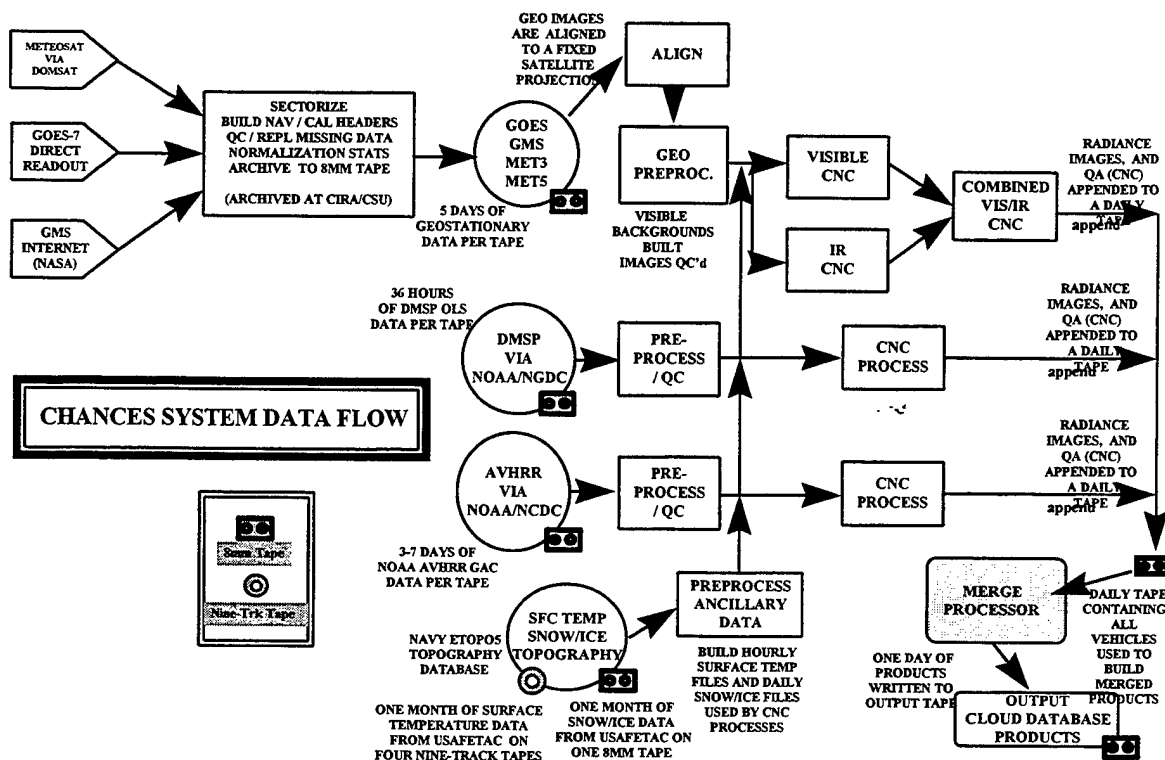 METEOSAT
VIA
DOMSAT
GOES-7
DIRECT
READOUT
GMS
INTERNET
(NASA)
SECTORIZE
BUILD NAV / CAL HEADERS
QC / REPL MISSING DATA
NORMALIZATION STATS
ARCHIVE TO 8MM TAPE
(ARCHIVED AT CIRA/CSU)
GOES
GMS
MET3
MET5
5 DAYS OF
GEOSTATIONARY
DATA PER TAPE
GEO IMAGES
ARE ALIGNED
TO A FIXED
SATELLITE
PROJECTION
ALIGN
GEO
PREPROC.
VISIBLE
BACKGROUNDS
BUILT
IMAGES QC'd
VISIBLE
CNC
IR
CNC
COMBINED
VIS/IR
CNC
RADIANCE
IMAGES, AND
QA (CNC)
APPENDED TO
A DAILY
TAPE
append
36 HOURS
OF DMSP OLS
DATA PER TAPE
DMSP
VIA
NOAA/NGDC
PRE-
PROCESS
/ QC
CNC
PROCESS
RADIANCE
IMAGES, AND
QA (CNC)
APPENDED TO
A DAILY
TAPE
append
CHANCES SYSTEM DATA FLOW
AVHRR
VIA
NOAA/NCDC
3-7 DAYS OF
NOAA AVHRR GAC
DATA PER TAPE
PRE-
PROCESS
/ QC
CNC
PROCESS
RADIANCE
IMAGES, AND
QA (CNC)
APPENDED TO
A DAILY
TAPE
append
8mm Tape
Nine-Trk Tape
NAVY ETOPO5
TOPOGRAPHY
DATABASE
SFC TEMP
SNOW/ICE
TOPOGRAPHY
ONE MONTH OF SURFACE
TEMPERATURE DATA
FROM USAFETAC ON
FOUR NINE-TRACK TAPES
ONE MONTH OF
SNOW/ICE DATA
FROM USAFETAC ON
ONE 8MM TAPE
PREPROCESS
ANCILLARY
DATA
BUILD HOURLY
SURFACE TEMP
FILES AND DAILY
SNOW/ICE FILES
USED BY CNC
PROCESSES
MERGE
PROCESSOR
DAILY TAPE
CONTAINING
ALL
VEHICLES
USED TO
BUILD
MERGED
PRODUCTS
ONE DAY OF
PRODUCTS
WRITTEN TO
OUTPUT TAPE
OUTPUT
CLOUD DATABASE
PRODUCTS